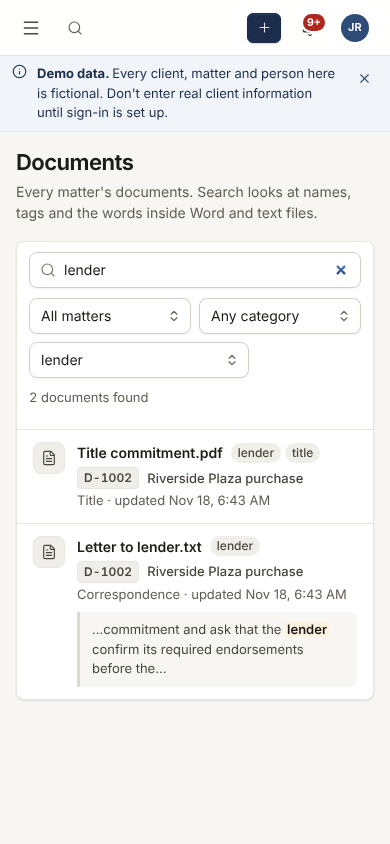 9+
JR
Demo data. Every client, matter and person here
is fictional. Don't enter real client information
until sign-in is set up.
Documents
Every matter's documents. Search looks at names,
tags and the words inside Word and text files.
lender
All matters
Any category
lender
2 documents found
Title commitment.pdf lender title
D-1002 Riverside Plaza purchase
Title · updated Nov 18, 6:43 AM
Letter to lender.txt lender
D-1002 Riverside Plaza purchase
Correspondence · updated Nov 18, 6:43 AM
…commitment and ask that the lender
confirm its required endorsements
before the…